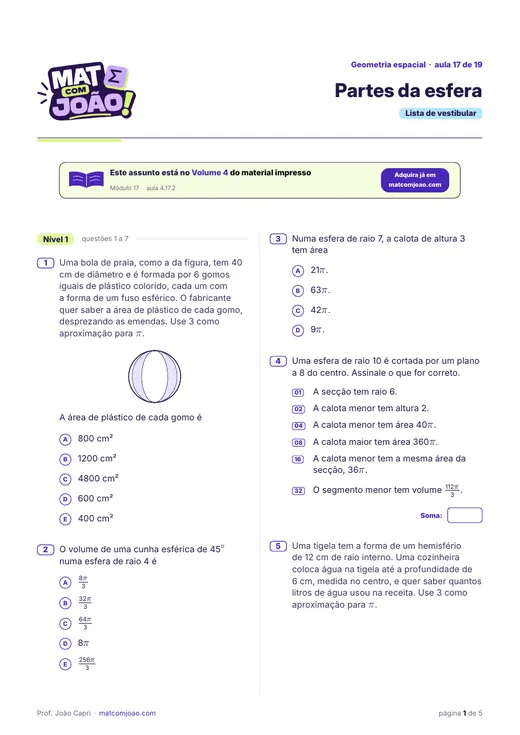 MAT Σ
COM
JOÃO!
Geometria espacial · aula 17 de 19
Partes da esfera
Lista de vestibular
Este assunto está no Volume 4 do material impresso
Módulo 17 · aula 4.17.2
Adquira já em
matcomjoao.com
Nível 1 questões 1 a 7
1 Uma bola de praia, como a da figura, tem 40
cm de diâmetro e é formada por 6 gomos
iguais de plástico colorido, cada um com
a forma de um fuso esférico. O fabricante
quer saber a área de plástico de cada gomo,
desprezando as emendas. Use 3 como
aproximação para π.
A área de plástico de cada gomo é
A 800 cm²
B 1200 cm²
C 4800 cm²
D 600 cm²
E 400 cm²
2 O volume de uma cunha esférica de 45°
numa esfera de raio 4 é
A 8π/3
B 32π/3
C 64π/3
D 8π
E 256π/3
3 Numa esfera de raio 7, a calota de altura 3
tem área
A 21π.
B 63π.
C 42π.
D 9π.
4 Uma esfera de raio 10 é cortada por um plano
a 8 do centro. Assinale o que for correto.
01 A secção tem raio 6.
02 A calota menor tem altura 2.
04 A calota menor tem área 40π.
08 A calota maior tem área 360π.
16 A calota menor tem a mesma área da
secção, 36π.
32 O segmento menor tem volume 112π/3.
Soma:
5 Uma tigela tem a forma de um hemisfério
de 12 cm de raio interno. Uma cozinheira
coloca água na tigela até a profundidade de
6 cm, medida no centro, e quer saber quantos
litros de água usou na receita. Use 3 como
aproximação para π.
Prof. João Capri · matcomjoao.com
página 1 de 5